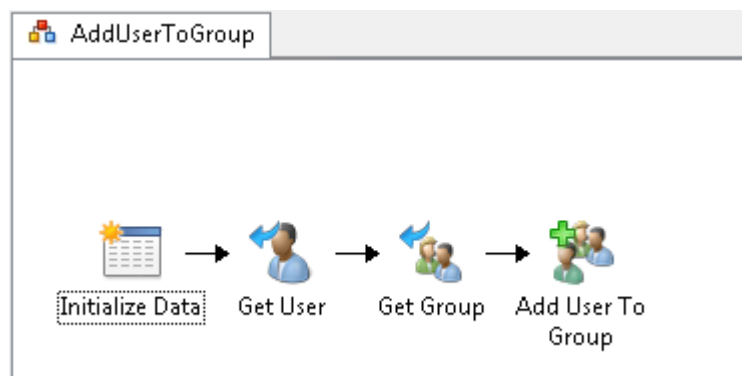 AddUserToGroup
Initialize Data
Get User
Get Group
Add User To
Group